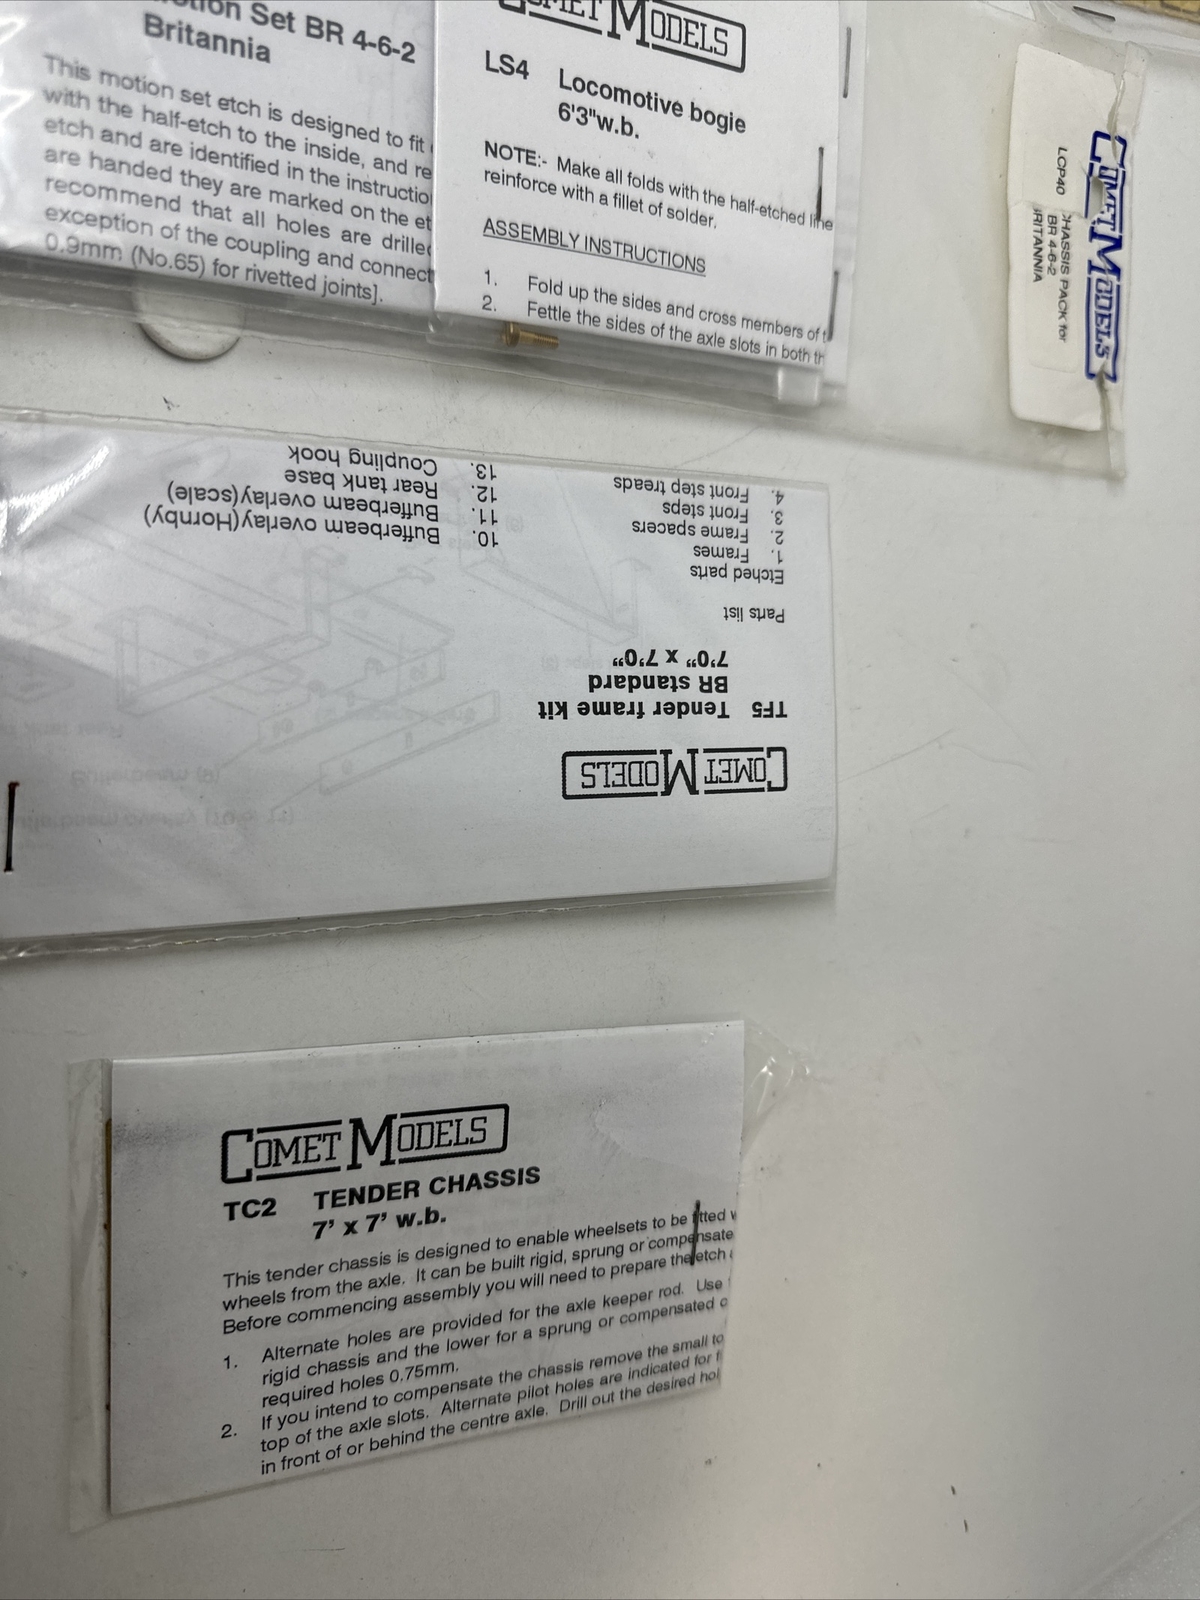 Set BR 4-6-2
Britannia
This motion set etch is designed to fit
with the half-etch to the inside, and re
etch and are identified in the instructio
are handed they are marked on the et
recommend that all holes are drille
exception of the coupling and connect
0.9mm (No.65) for rivetted joints].
COMET MODELS
LS4 Locomotive bogie
6'3"w.b.
NOTE:- Make all folds with the half-etched line
reinforce with a fillet of solder.
ASSEMBLY INSTRUCTIONS
1. Fold up the sides and cross members of t
2. Fettle the sides of the axle slots in both th
COMET MODELS
LCP40 CHASSIS PACK for
BR 4-6-2
BRITANNIA
COMET MODELS
TF5 Tender frame kit
BR standard
7'0" x 7'0"
Parts list
Etched parts
1. Frames
2. Frame spacers
3. Front steps
4. Front step treads
10. Bufferbeam overlay(Hornby)
11. Bufferbeam overlay(scale)
12. Rear tank base
13. Coupling hook
COMET MODELS
TC2 TENDER CHASSIS
7' x 7' w.b.
This tender chassis is designed to enable wheelsets to be fitted w
wheels from the axle. It can be built rigid, sprung or compensate
Before commencing assembly you will need to prepare the etch
1. Alternate holes are provided for the axle keeper rod. Use
rigid chassis and the lower for a sprung or compensated c
required holes 0.75mm.
2. If you intend to compensate the chassis remove the small to
top of the axle slots. Alternate pilot holes are indicated for f
in front of or behind the centre axle. Drill out the desired hol